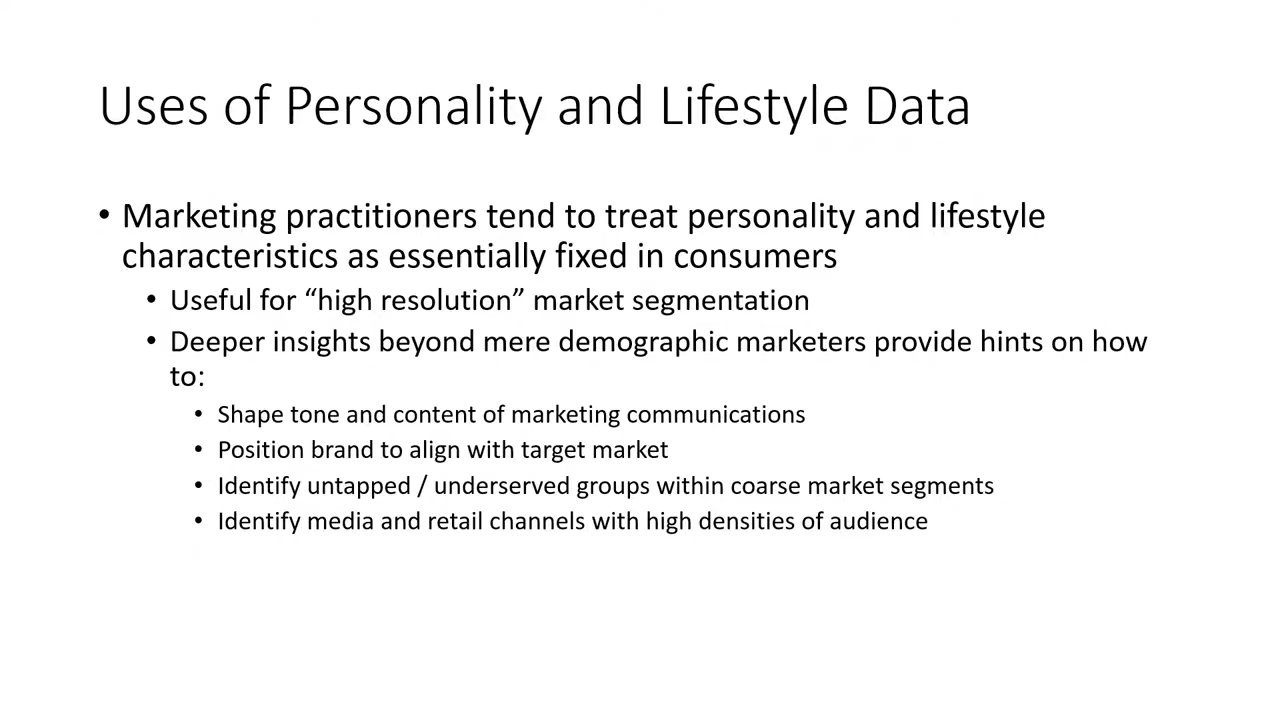 Uses of Personality and Lifestyle Data
• Marketing practitioners tend to treat personality and lifestyle
characteristics as essentially fixed in consumers
• Useful for “high resolution” market segmentation
• Deeper insights beyond mere demographic marketers provide hints on how
to:
• Shape tone and content of marketing communications
• Position brand to align with target market
• Identify untapped / underserved groups within coarse market segments
• Identify media and retail channels with high densities of audience